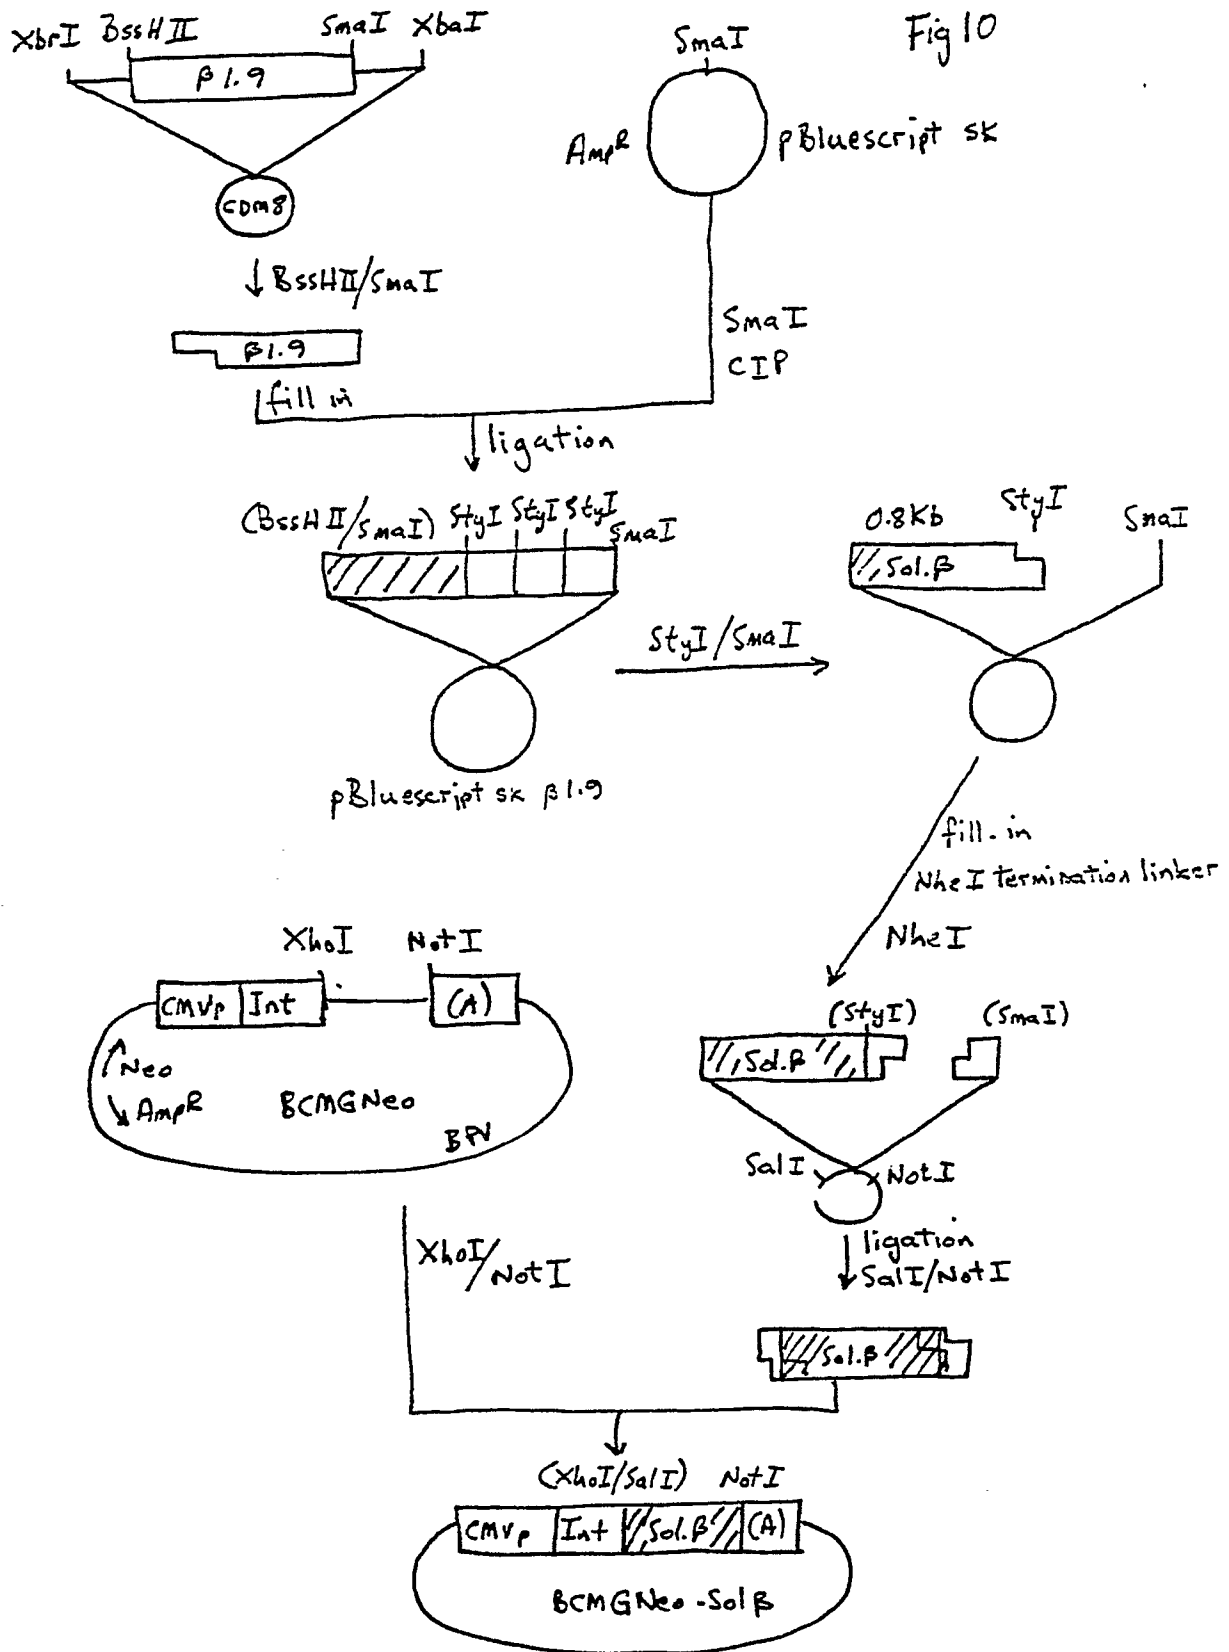 Fig 10
XbrI BssHII SmaI XbaI
β1.9
CDM8
BssHII/SmaI
β1.9
fill in
SmaI
AmpR pBluescript SK
SmaI
CIP
ligation
(BssHII/SmaI) StyI StyI StyI SmaI
pBluescript SK β1.9
StyI/SmaI
0.8Kb StyI SmaI
Sol.β
fill-in
NheI termination linker
NheI
XhoI NotI
CMVp Int (A)
Neo
AmpR BCMGNeo
BPV
(StyI) (SmaI)
Sol.β
SalI NotI
XhoI/NotI
ligation
SalI/NotI
Sol.β
(XhoI/SalI) NotI
CMVp Int Sol.β (A)
BCMGNeo-Solβ